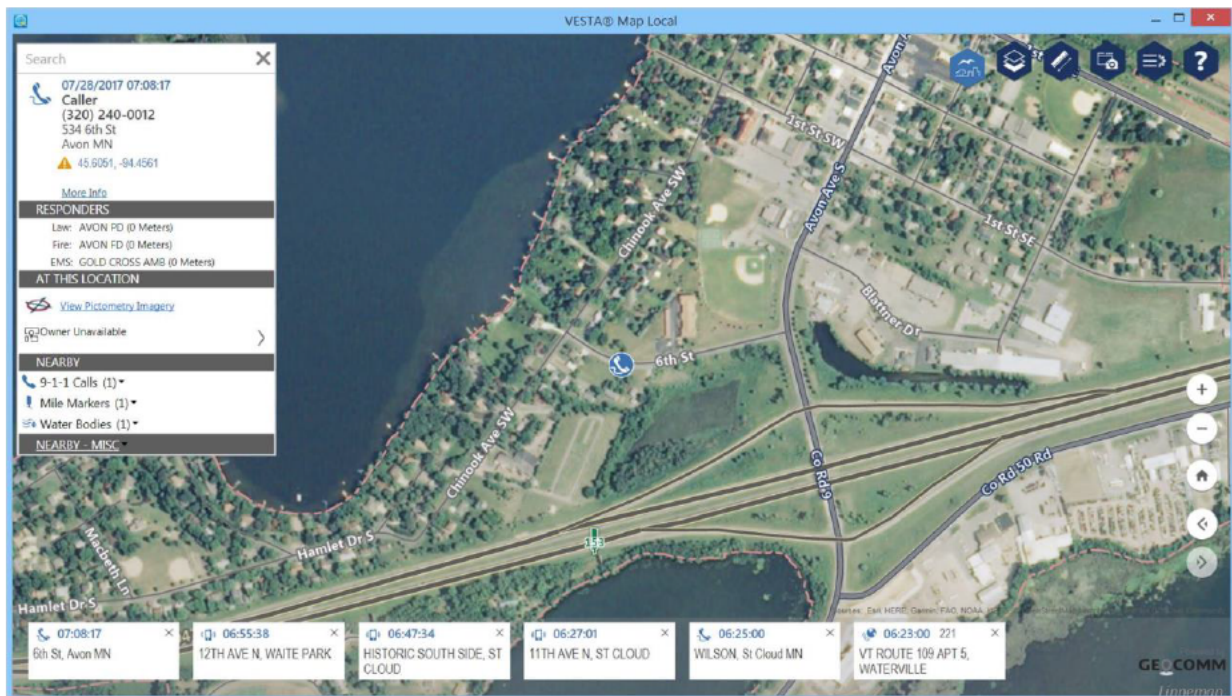 VESTA® Map Local
Search
07/28/2017 07:08:17
Caller
(320) 240-0012
534 6th St
Avon MN
45.6051, -94.4561
More Info
RESPONDERS
Law: AVON PD (0 Meters)
Fire: AVON FD (0 Meters)
EMS: GOLD CROSS AMB (0 Meters)
AT THIS LOCATION
View Pictometry Imagery
Owner Unavailable
NEARBY
9-1-1 Calls (1)
Mile Markers (1)
Water Bodies (1)
NEARBY - MISC
Avon Ave S
1st St SW
Chinook Ave SW
Avon Ave S
1st St SE
Blattner Dr
6th St
Chinook Ave SW
Co Rd 9
Co Rd 50 Rd
153
Hamlet Dr S
Macbeth Ln
Hamlet Dr S
Esri, HERE, Garmin, FAO, NOAA
07:08:17
6th St, Avon MN
06:55:38
12TH AVE N, WAITE PARK
06:47:34
HISTORIC SOUTH SIDE, ST
CLOUD
06:27:01
11TH AVE N, ST CLOUD
06:25:00
WILSON, St Cloud MN
06:23:00 221
VT ROUTE 109 APT 5,
WATERVILLE
GEOCOMM
Linneman